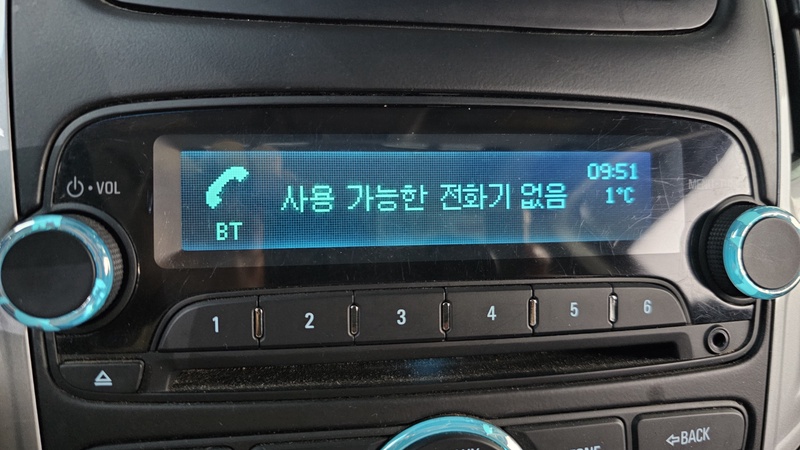 09:51
사용 가능한 전화기 없음
1°C
BT
VOL
MENU
1 2 3 4 5 6
BACK